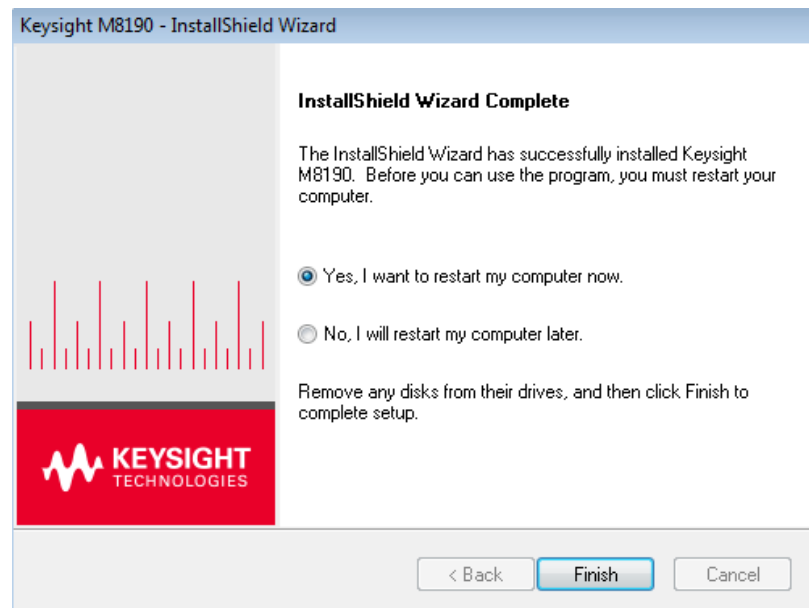 Keysight M8190 - InstallShield Wizard
InstallShield Wizard Complete
The InstallShield Wizard has successfully installed Keysight
M8190. Before you can use the program, you must restart your
computer.
Yes, I want to restart my computer now.
No, I will restart my computer later.
Remove any disks from their drives, and then click Finish to
complete setup.
KEYSIGHT
TECHNOLOGIES
< Back
Finish
Cancel